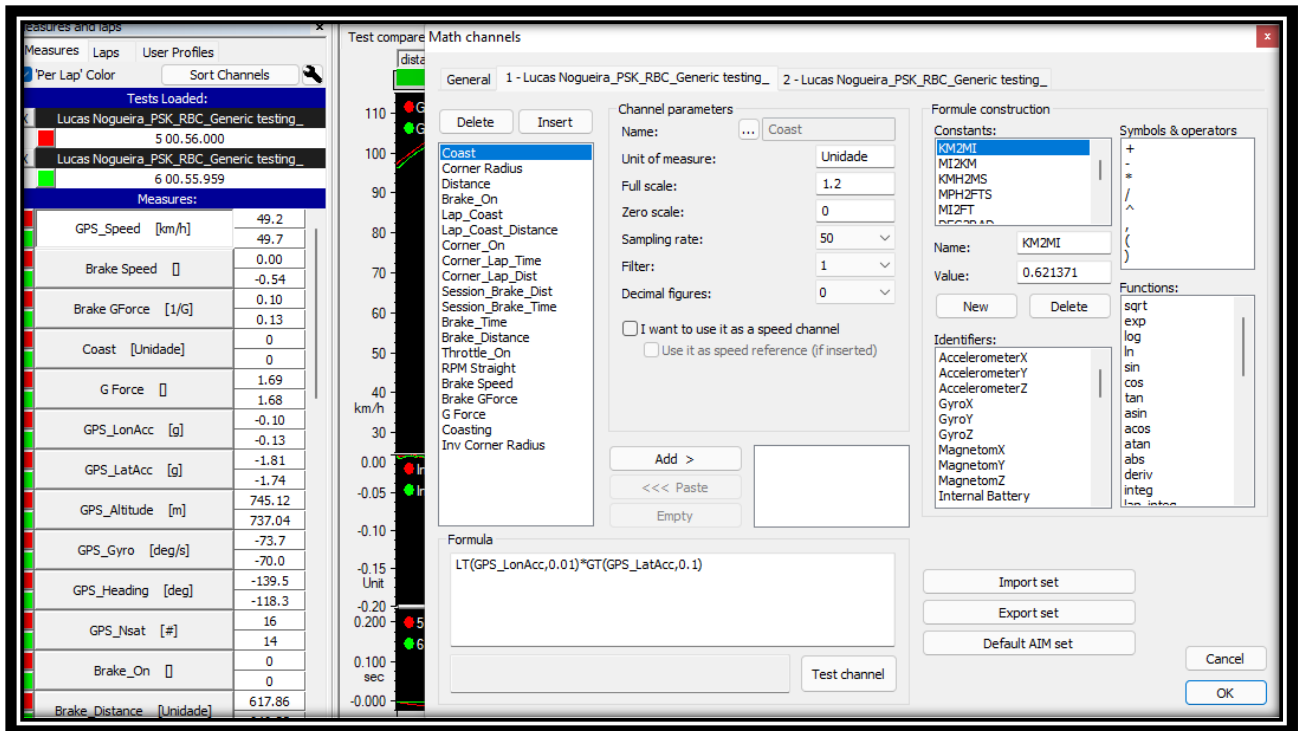 Measures and laps
x
Measures Laps User Profiles
'Per Lap' Color Sort Channels
Tests Loaded:
Lucas Nogueira_PSK_RBC_Generic testing_
5 00.56.000
Lucas Nogueira_PSK_RBC_Generic testing_
6 00.55.959
Measures:
GPS_Speed [km/h] 49.2
49.7
Brake Speed [] 0.00
-0.54
Brake GForce [1/G] 0.10
0.13
Coast [Unidade] 0
0
G Force [] 1.69
1.68
GPS_LonAcc [g] -0.10
-0.13
GPS_LatAcc [g] -1.81
-1.74
GPS_Altitude [m] 745.12
737.04
GPS_Gyro [deg/s] -73.7
-70.0
GPS_Heading [deg] -139.5
-118.3
GPS_Nsat [#] 16
14
Brake_On [] 0
0
Brake_Distance [Unidade] 617.86
Test compare
dista
110
100
90
80
70
60
50
40
km/h
30
0.00
-0.05
-0.10
-0.15
Unit
-0.20
0.200
0.100
sec
-0.000
G
G
In
In
5
6
Math channels
x
General 1 - Lucas Nogueira_PSK_RBC_Generic testing_ 2 - Lucas Nogueira_PSK_RBC_Generic testing_
Delete Insert
Coast
Corner Radius
Distance
Brake_On
Lap_Coast
Lap_Coast_Distance
Corner_On
Corner_Lap_Time
Corner_Lap_Dist
Session_Brake_Dist
Session_Brake_Time
Brake_Time
Brake_Distance
Throttle_On
RPM Straight
Brake Speed
Brake GForce
G Force
Coasting
Inv Corner Radius
Channel parameters
Name: ... Coast
Unit of measure: Unidade
Full scale: 1.2
Zero scale: 0
Sampling rate: 50
Filter: 1
Decimal figures: 0
I want to use it as a speed channel
Use it as speed reference (if inserted)
Add >
<<< Paste
Empty
Formule construction
Constants:
KM2MI
MI2KM
KMH2MS
MPH2FTS
MI2FT
DEG2RAD
Name: KM2MI
Value: 0.621371
New Delete
Identifiers:
AccelerometerX
AccelerometerY
AccelerometerZ
GyroX
GyroY
GyroZ
MagnetomX
MagnetomY
MagnetomZ
Internal Battery
Symbols & operators
+
-
*
/
^
,
(
)
Functions:
sqrt
exp
log
ln
sin
cos
tan
asin
acos
atan
abs
deriv
integ
lap_integ
Formula
LT(GPS_LonAcc,0.01)*GT(GPS_LatAcc,0.1)
Test channel
Import set
Export set
Default AIM set
Cancel
OK